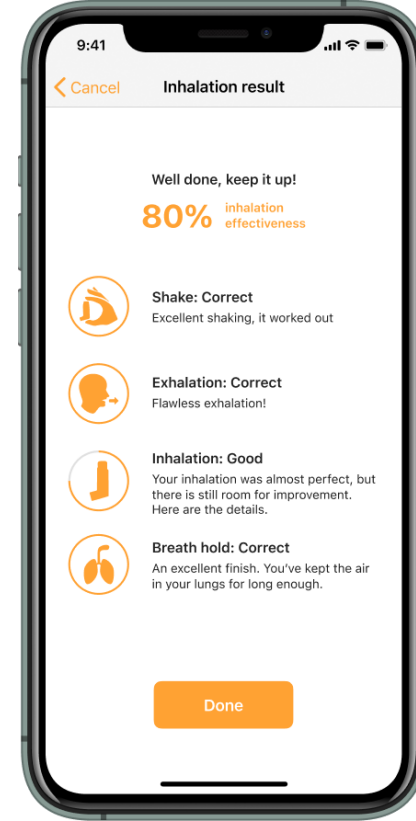 9:41
Cancel
Inhalation result
Well done, keep it up!
80%
inhalation
effectiveness
Shake: Correct
Excellent shaking, it worked out
Exhalation: Correct
Flawless exhalation!
Inhalation: Good
Your inhalation was almost perfect, but
there is still room for improvement.
Here are the details.
Breath hold: Correct
An excellent finish. You've kept the air
in your lungs for long enough.
Done